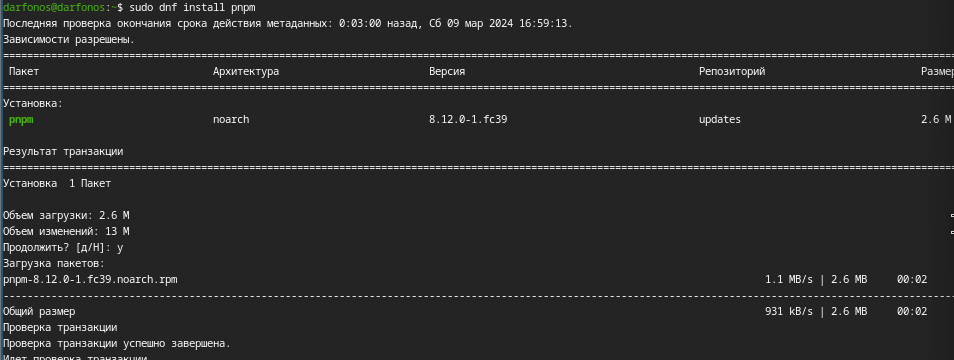 darfonos@darfonos:~$ sudo dnf install pnpm
Последняя проверка окончания срока действия метаданных: 0:03:00 назад, Сб 09 мар 2024 16:59:13.
Зависимости разрешены.
Пакет Архитектура Версия Репозиторий Размер
Установка:
pnpm noarch 8.12.0-1.fc39 updates 2.6 M
Результат транзакции
Установка 1 Пакет
Объем загрузки: 2.6 M
Объем изменений: 13 M
Продолжить? [д/Н]: y
Загрузка пакетов:
pnpm-8.12.0-1.fc39.noarch.rpm 1.1 MB/s | 2.6 MB 00:02
Общий размер 931 kB/s | 2.6 MB 00:02
Проверка транзакции
Проверка транзакции успешно завершена.
Идет проверка транзакции